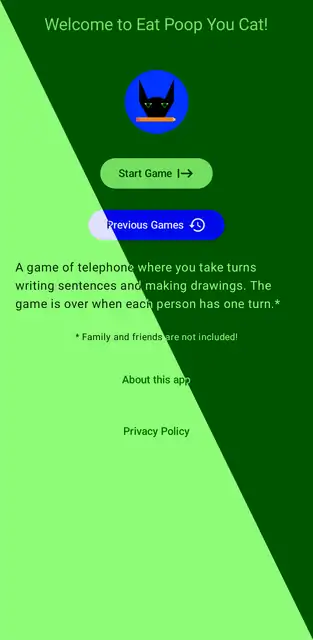 Welcome to Eat Poop You Cat!
Start Game
Previous Games
A game of telephone where you take turns
writing sentences and making drawings. The
game is over when each person has one turn.*
* Family and friends are not included!
About this app
Privacy Policy